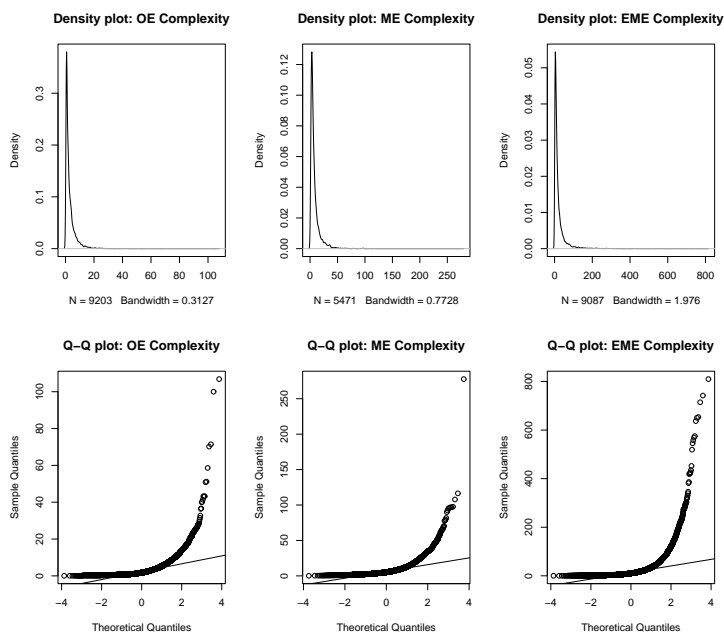 Density plot: OE Complexity
Density
0.0 0.1 0.2 0.3
0 20 40 60 80 100
N = 9203 Bandwidth = 0.3127
Density plot: ME Complexity
Density
0.00 0.02 0.04 0.06 0.08 0.10 0.12
0 50 100 150 200 250
N = 5471 Bandwidth = 0.7728
Density plot: EME Complexity
Density
0.00 0.01 0.02 0.03 0.04 0.05
0 200 400 600 800
N = 9087 Bandwidth = 1.976
Q−Q plot: OE Complexity
Sample Quantiles
0 20 40 60 80 100
−4 −2 0 2 4
Theoretical Quantiles
Q−Q plot: ME Complexity
Sample Quantiles
0 50 100 150 200 250
−4 −2 0 2 4
Theoretical Quantiles
Q−Q plot: EME Complexity
Sample Quantiles
0 200 400 600 800
−4 −2 0 2 4
Theoretical Quantiles